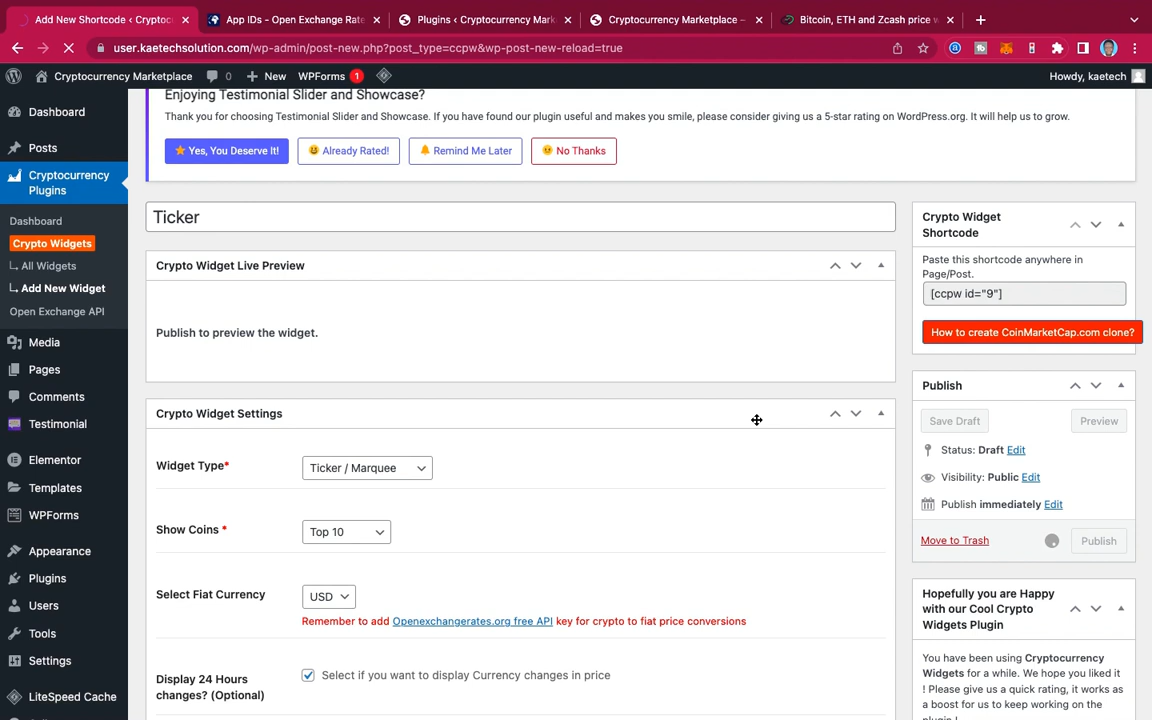 Add New Shortcode < Cryptoc
App IDs - Open Exchange Rate
Plugins < Cryptocurrency Mark
Cryptocurrency Marketplace –
Bitcoin, ETH and Zcash price w
user.kaetechsolution.com/wp-admin/post-new.php?post_type=ccpw&wp-post-new-reload=true
Cryptocurrency Marketplace
0
New
WPForms 1
Howdy, kaetech
Dashboard
Posts
Cryptocurrency
Plugins
Dashboard
Crypto Widgets
All Widgets
Add New Widget
Open Exchange API
Media
Pages
Comments
Testimonial
Elementor
Templates
WPForms
Appearance
Plugins
Users
Tools
Settings
LiteSpeed Cache
Enjoying Testimonial Slider and Showcase?
Thank you for choosing Testimonial Slider and Showcase. If you have found our plugin useful and makes you smile, please consider giving us a 5-star rating on WordPress.org. It will help us to grow.
Yes, You Deserve It!
Already Rated!
Remind Me Later
No Thanks
Ticker
Crypto Widget Live Preview
Publish to preview the widget.
Crypto Widget Settings
Widget Type*
Ticker / Marquee
Show Coins *
Top 10
Select Fiat Currency
USD
Remember to add Openexchangerates.org free API key for crypto to fiat price conversions
Display 24 Hours
changes? (Optional)
Select if you want to display Currency changes in price
Crypto Widget
Shortcode
Paste this shortcode anywhere in
Page/Post.
[ccpw id="9"]
How to create CoinMarketCap.com clone?
Publish
Save Draft
Preview
Status: Draft Edit
Visibility: Public Edit
Publish immediately Edit
Move to Trash
Publish
Hopefully you are Happy
with our Cool Crypto
Widgets Plugin
You have been using Cryptocurrency
Widgets for a while. We hope you liked it
! Please give us a quick rating, it works as
a boost for us to keep working on the
plugin !